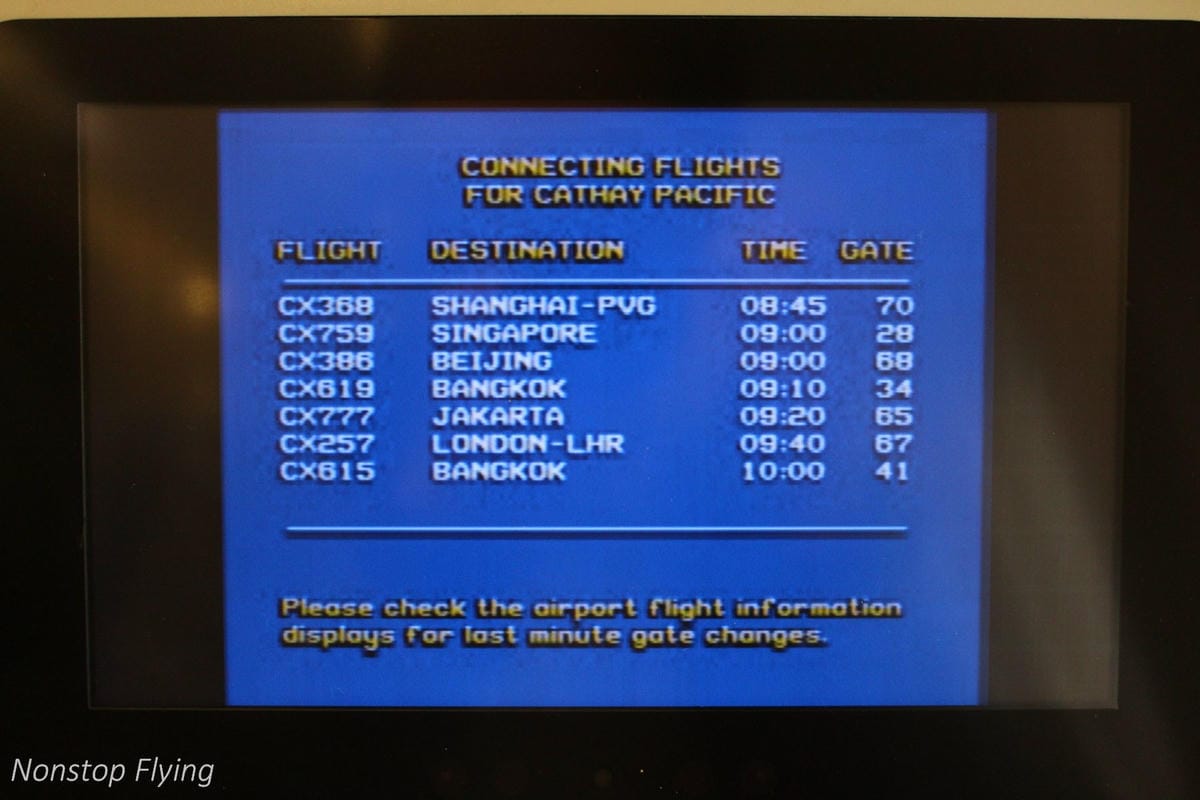 CONNECTING FLIGHTS
FOR CATHAY PACIFIC
FLIGHT DESTINATION TIME GATE
CX368 SHANGHAI-PVG 08:45 70
CX759 SINGAPORE 09:00 28
CX386 BEIJING 09:00 68
CX619 BANGKOK 09:10 34
CX777 JAKARTA 09:20 65
CX257 LONDON-LHR 09:40 67
CX615 BANGKOK 10:00 41
Please check the airport flight information
displays for last minute gate changes.
Nonstop Flying